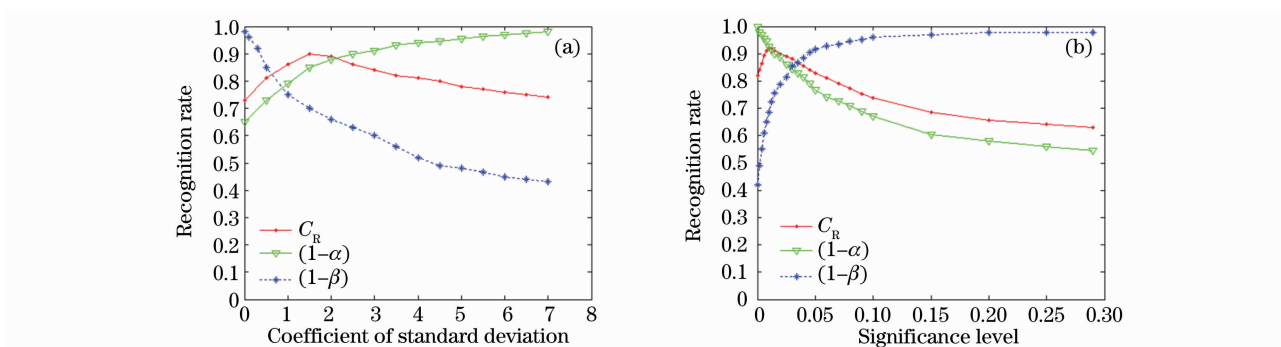 1.0
0.9
0.8
0.7
0.6
0.5
0.4
0.3
0.2
0.1
0
Recognition rate
(a)
C_R
(1–α)
(1–β)
0 1 2 3 4 5 6 7 8
Coefficient of standard deviation
1.0
0.9
0.8
0.7
0.6
0.5
0.4
0.3
0.2
0.1
0
Recognition rate
(b)
C_R
(1–α)
(1–β)
0 0.05 0.10 0.15 0.20 0.25 0.30
Significance level